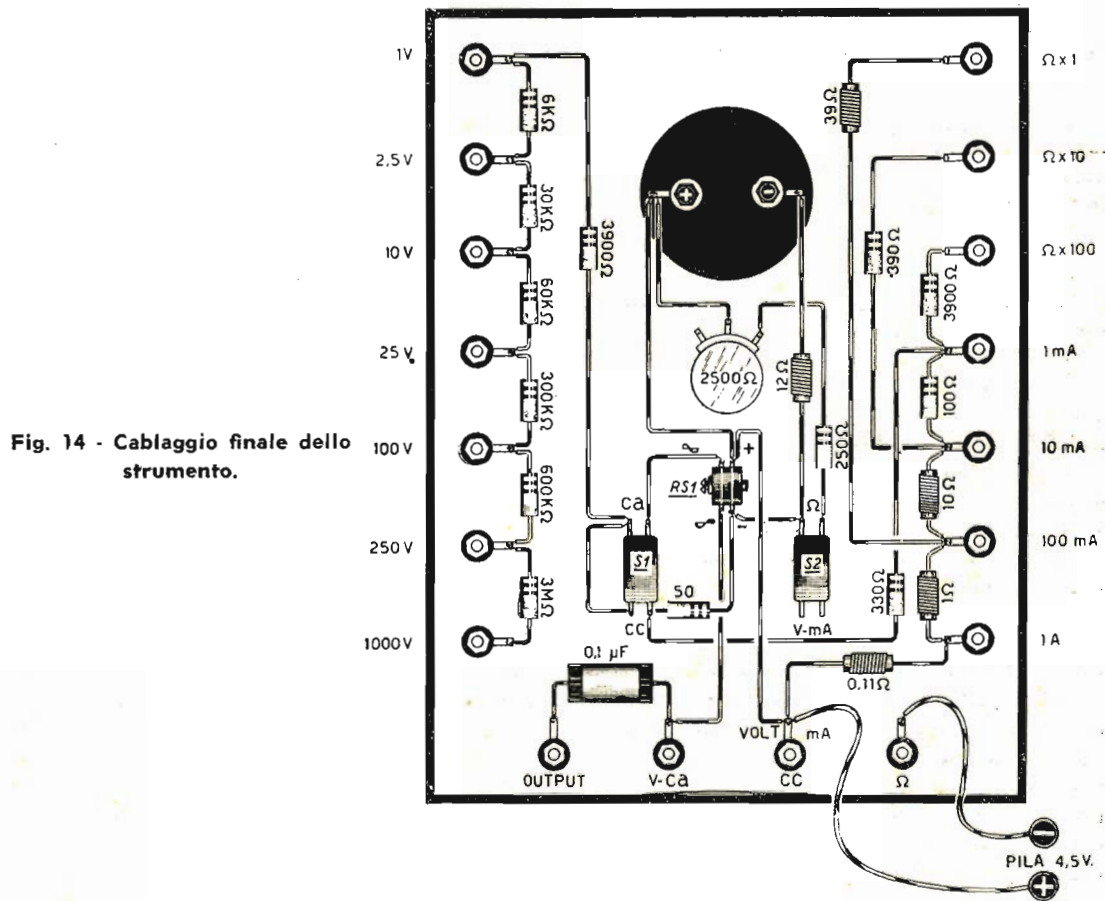 1V
2,5V
10V
25V
100V
250V
1000V
6KΩ
30KΩ
60KΩ
300KΩ
600KΩ
3MΩ
3900Ω
39Ω
390Ω
3900Ω
100Ω
10Ω
1Ω
330Ω
0.11Ω
Ωx1
Ωx10
Ωx100
1mA
10mA
100mA
1A
+
-
2500Ω
12Ω
250Ω
+
RS1
-
Ca
S1
CC
50
Ω
S2
V-mA
0,1 µF
OUTPUT
V-Ca
VOLT mA
CC
Ω
-
PILA 4,5V.
+
Fig. 14 - Cablaggio finale dello
strumento.